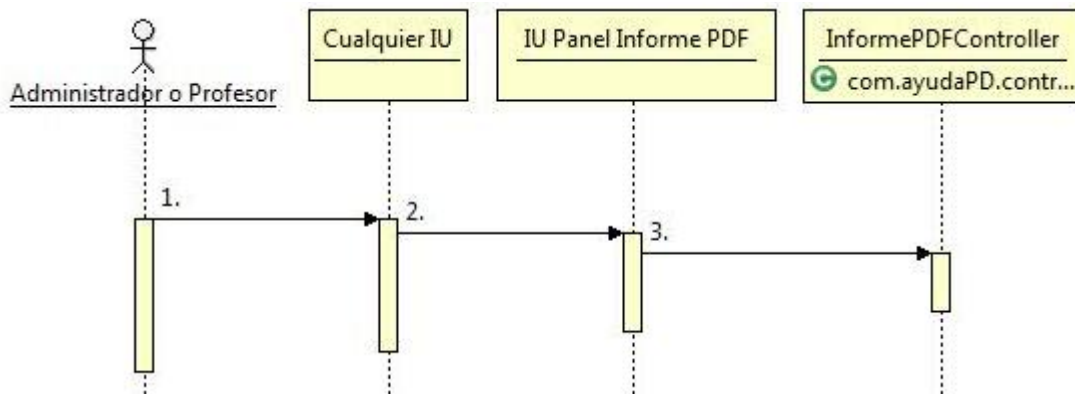 Cualquier IU
IU Panel Informe PDF
InformePDFController
com.ayudaPD.contr...
Administrador o Profesor
1.
2.
3.